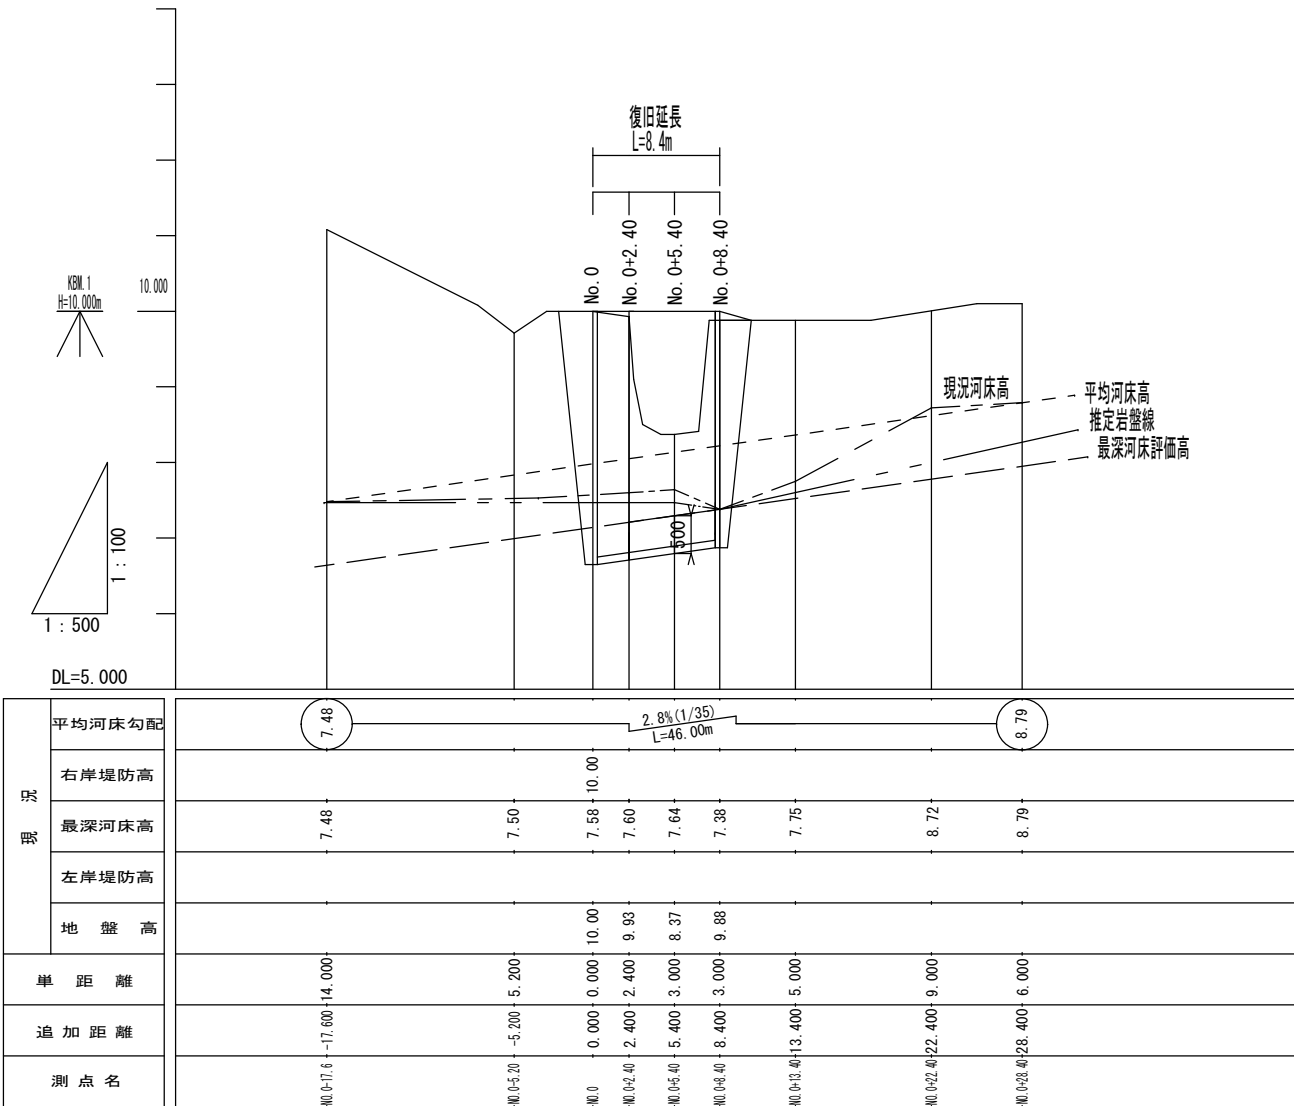 復旧延長
L=8.4m
No.0
No.0+2.40
No.0+5.40
No.0+8.40
KBM.1
H=10.000m
10.000
現況河床高
平均河床高
推定岩盤線
最深河床評価高
500
1:100
1:500
DL=5.000
現況
平均河床勾配
7.48
2.8%(1/35)
L=46.00m
8.79
右岸堤防高
10.00
最深河床高
7.48
7.50
7.58
7.60
7.64
7.38
7.75
8.72
8.79
左岸堤防高
地盤高
10.00
9.93
8.37
9.88
単距離
14.000
5.200
0.000
2.400
3.000
3.000
5.000
9.000
6.000
追加距離
-17.600
-5.200
0.000
2.400
5.400
8.400
13.400
22.400
28.400
測点名
NO.0-17.6
NO.0-5.20
NO.0
NO.0+2.40
NO.0+5.40
NO.0+8.40
NO.0+13.40
NO.0+22.40
NO.0+28.40